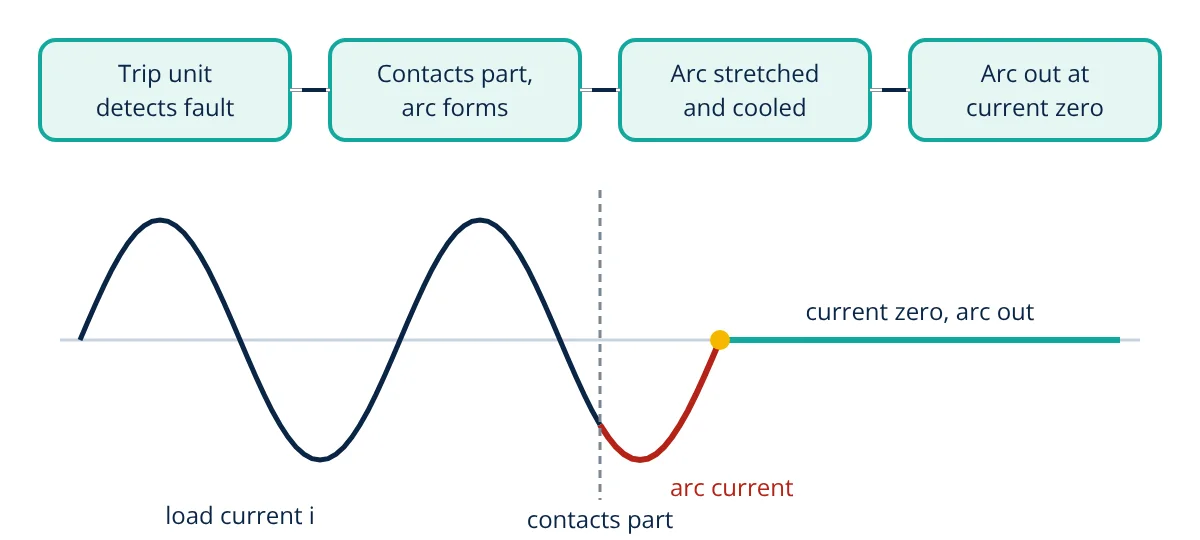 Trip unit
detects fault
Contacts part,
arc forms
Arc stretched
and cooled
Arc out at
current zero
current zero, arc out
arc current
load current i
contacts part